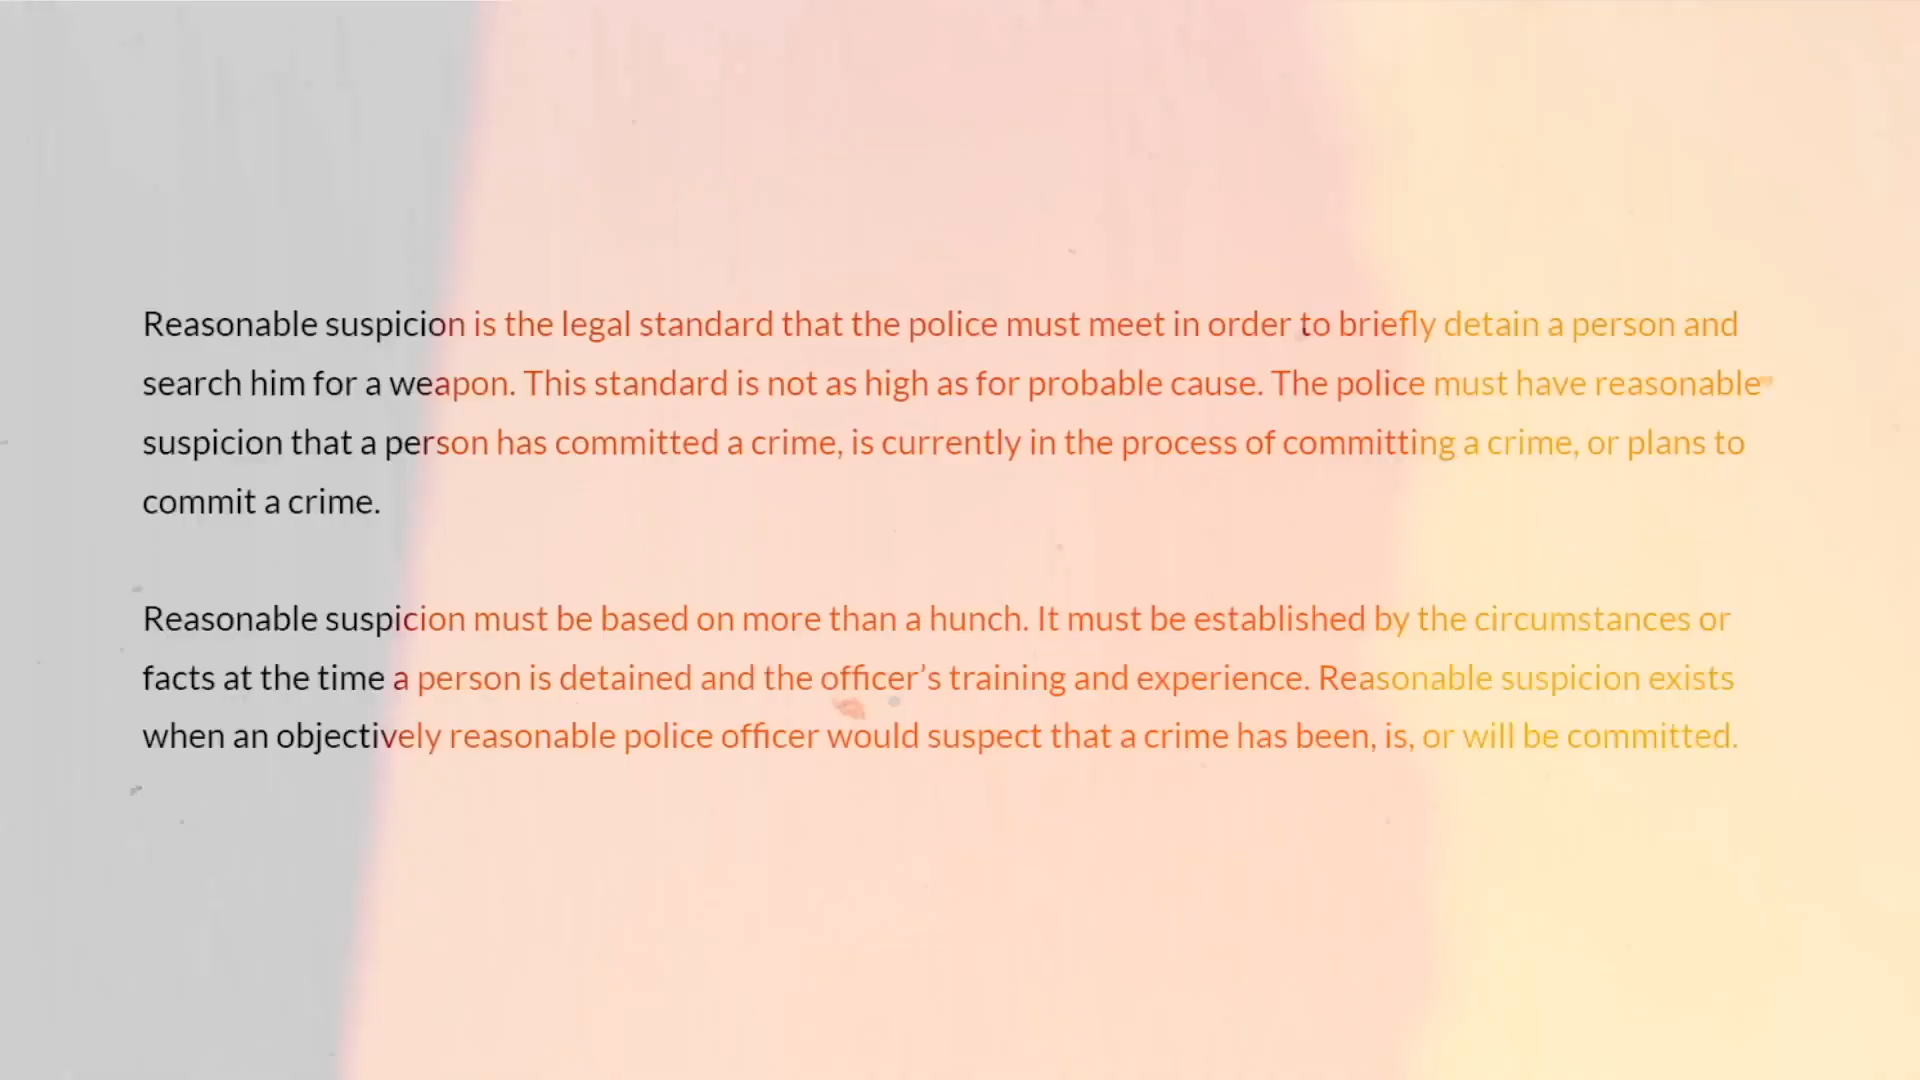 Reasonable suspicion is the legal standard that the police must meet in order to briefly detain a person and
search him for a weapon. This standard is not as high as for probable cause. The police must have reasonable
suspicion that a person has committed a crime, is currently in the process of committing a crime, or plans to
commit a crime.
Reasonable suspicion must be based on more than a hunch. It must be established by the circumstances or
facts at the time a person is detained and the officer’s training and experience. Reasonable suspicion exists
when an objectively reasonable police officer would suspect that a crime has been, is, or will be committed.